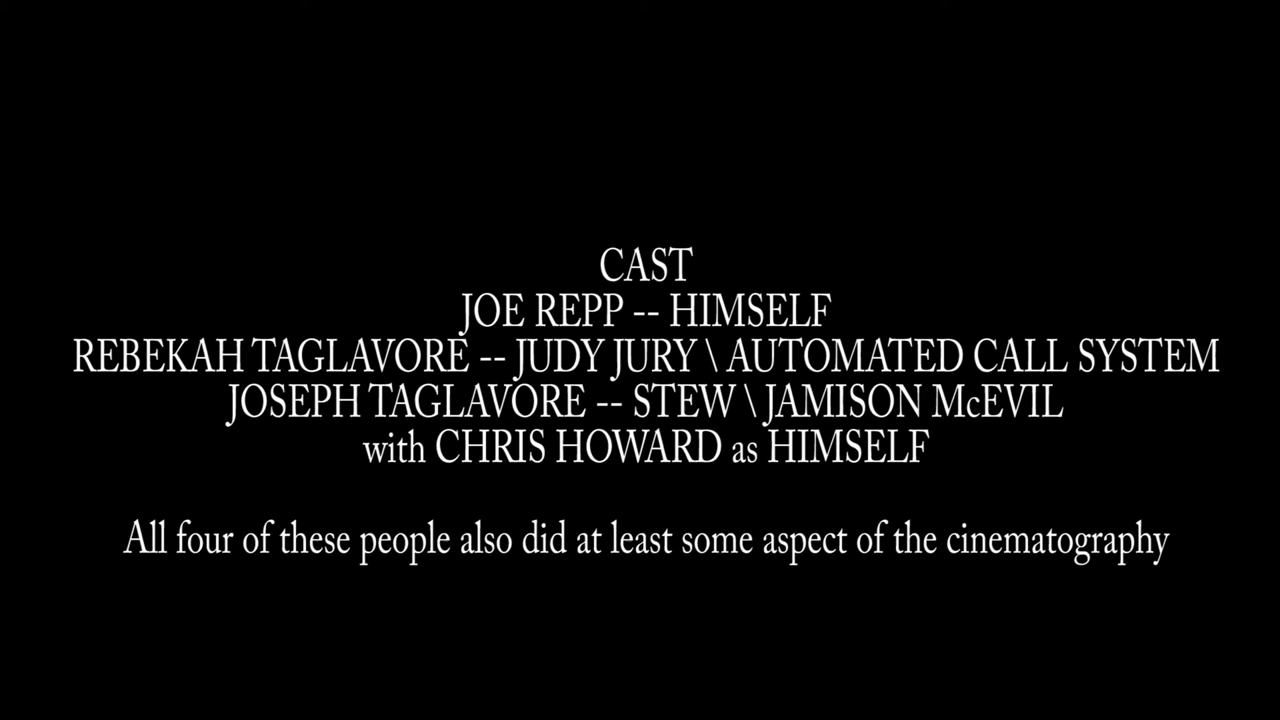 CAST
JOE REPP -- HIMSELF
REBEKAH TAGLAVORE -- JUDY JURY \ AUTOMATED CALL SYSTEM
JOSEPH TAGLAVORE -- STEW \ JAMISON McEVIL
with CHRIS HOWARD as HIMSELF
All four of these people also did at least some aspect of the cinematography